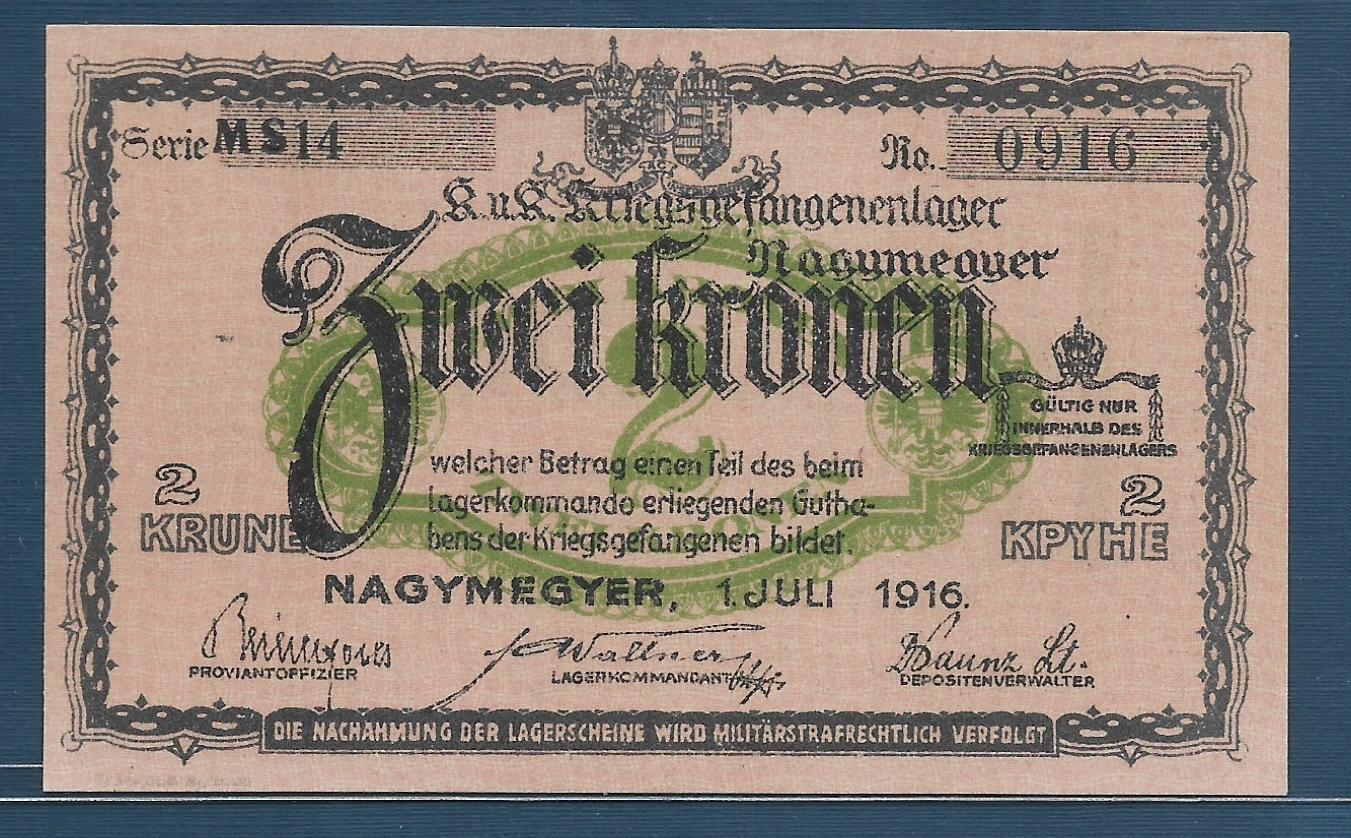 Serie MS14
No. 0916
K.u.K. Kriegsgefangenenlager
Nagymegyer
Zwei Kronen
2
GÜLTIG NUR
INNERHALB DES
KRIEGSGEFANGENENLAGERS
welcher Betrag einen Teil des beim
Lagerkommando erliegenden Gutha-
bens der Kriegsgefangenen bildet.
2
KRUNE
2
КРУНЕ
NAGYMEGYER, 1. JULI 1916.
Wallner
Lt.
PROVIANTOFFIZIER
LAGERKOMMANDANT
DEPOSITENVERWALTER
DIE NACHAHMUNG DER LAGERSCHEINE WIRD MILITÄRSTRAFRECHTLICH VERFOLGT